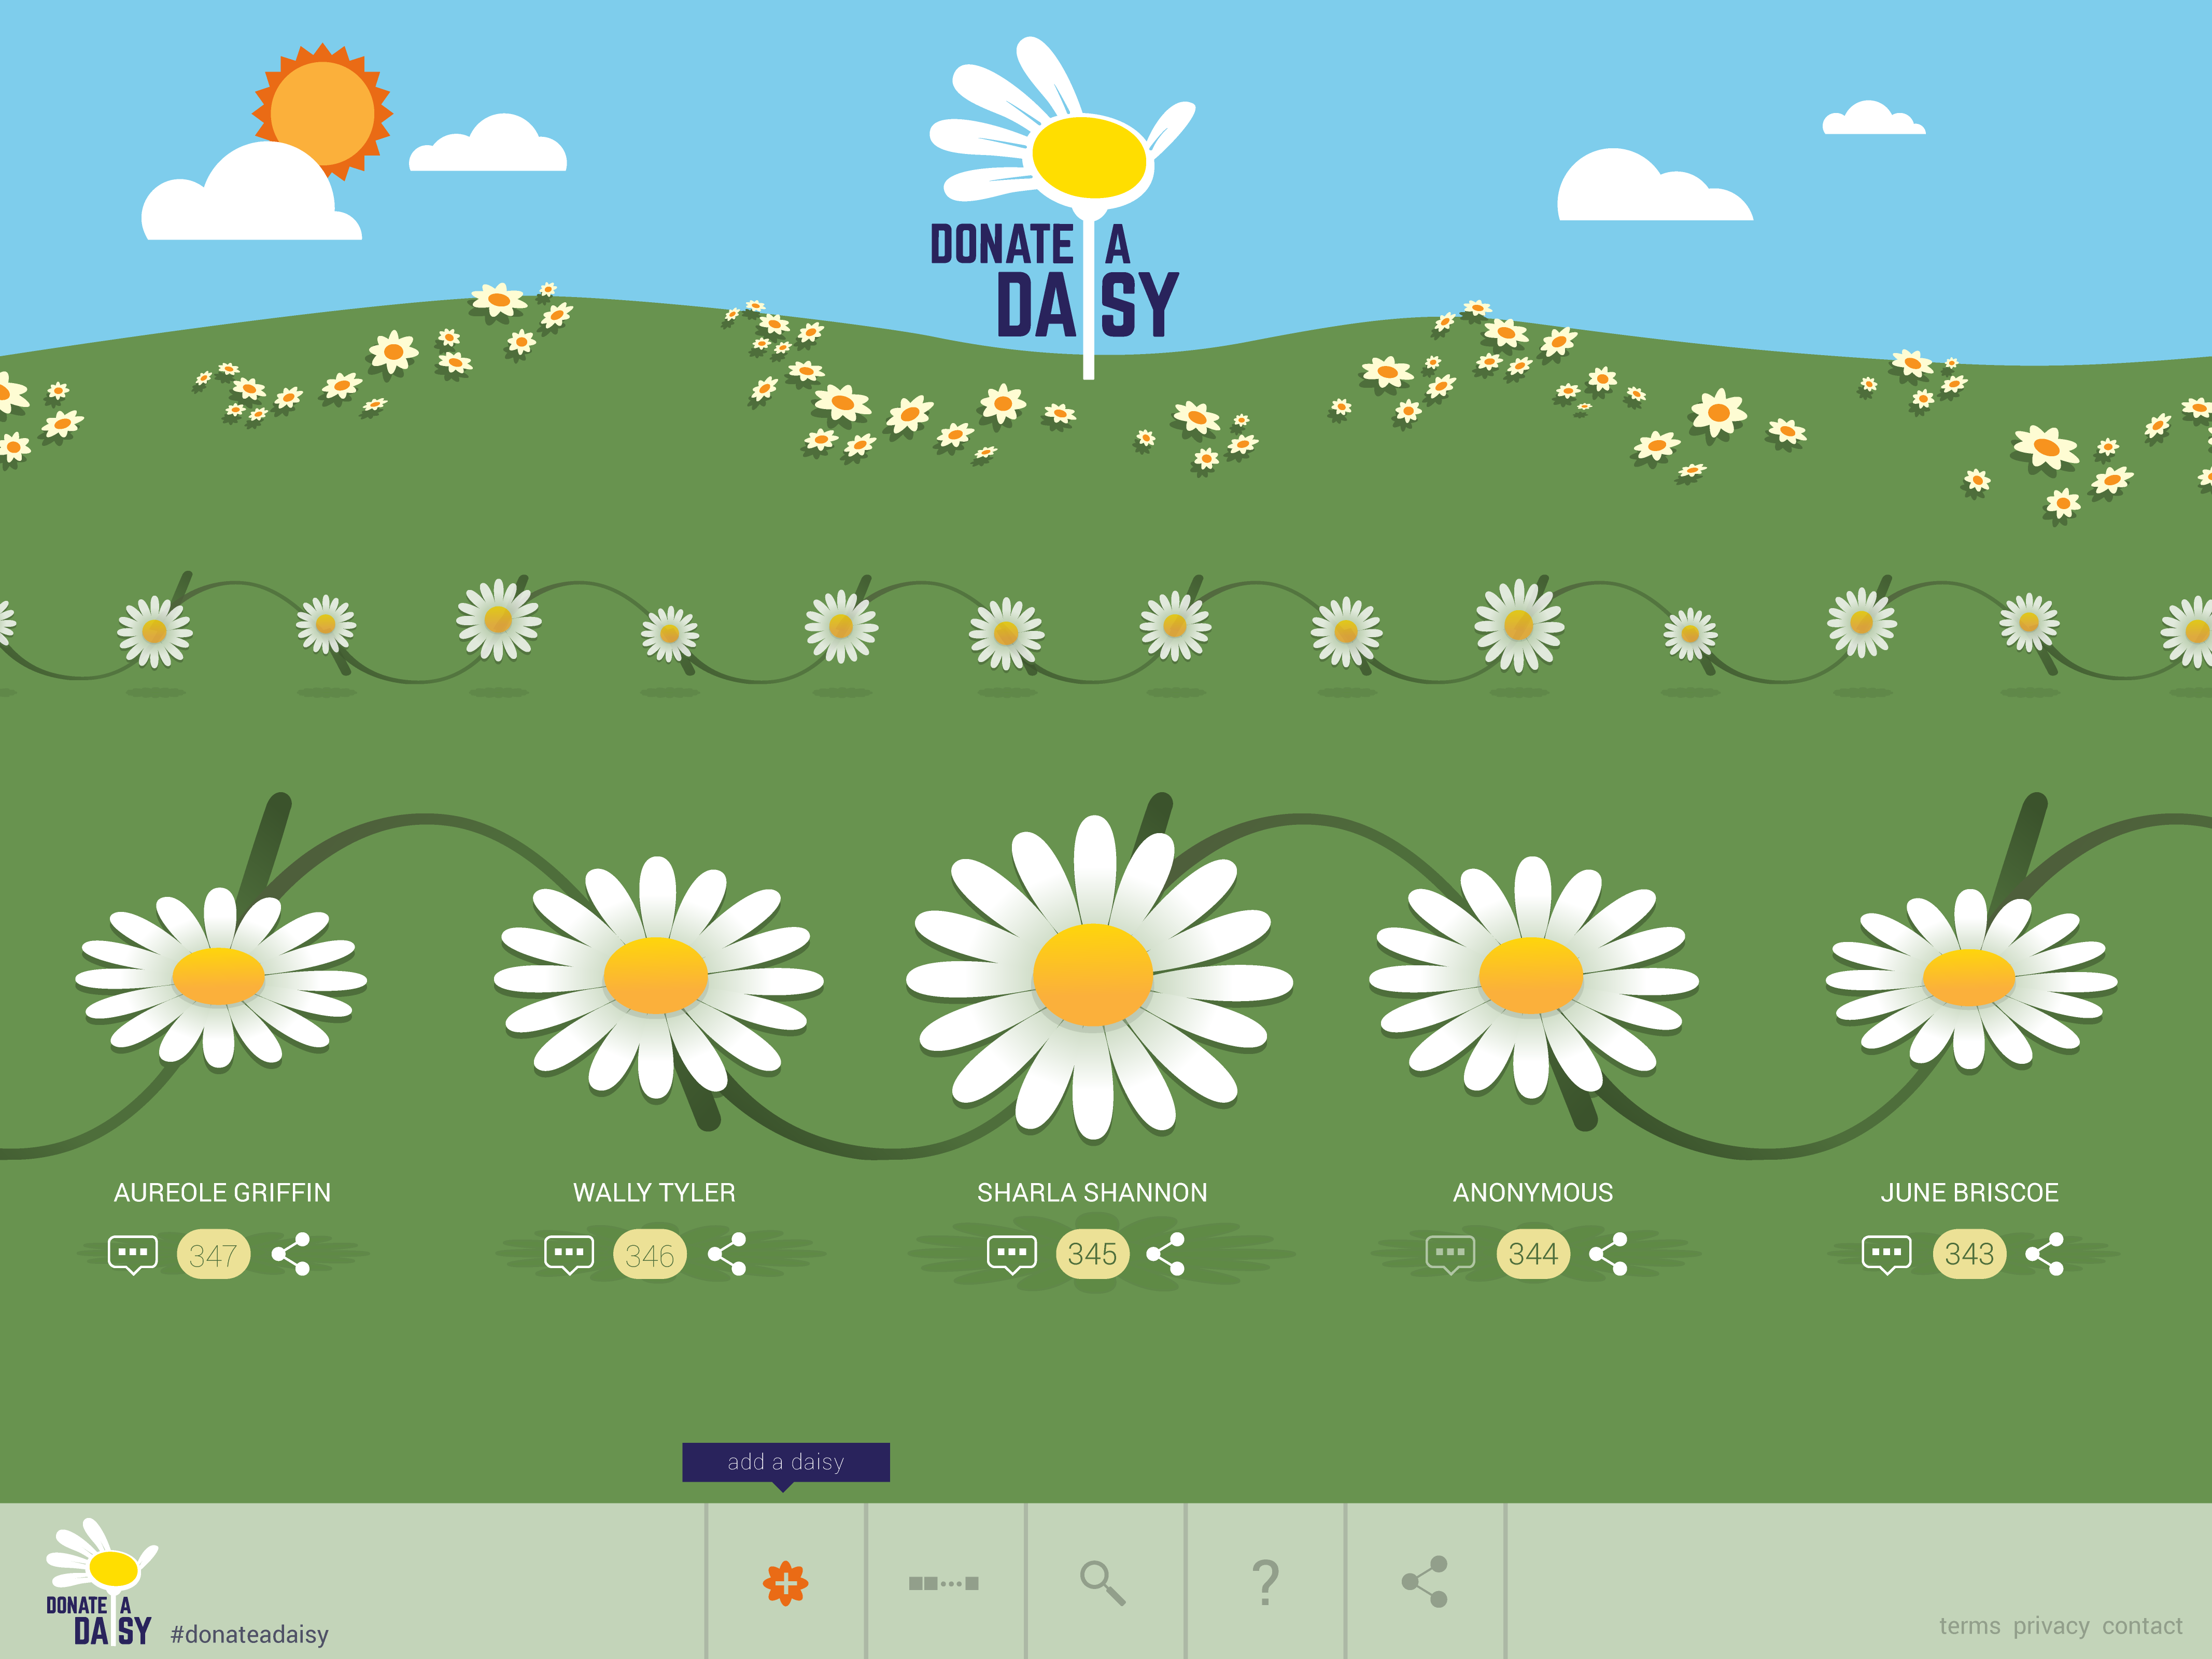 DONATE A
DAISY
AUREOLE GRIFFIN
WALLY TYLER
SHARLA SHANNON
ANONYMOUS
JUNE BRISCOE
347
346
345
344
343
add a daisy
DONATE A
DAISY
#donateadaisy
?
terms privacy contact